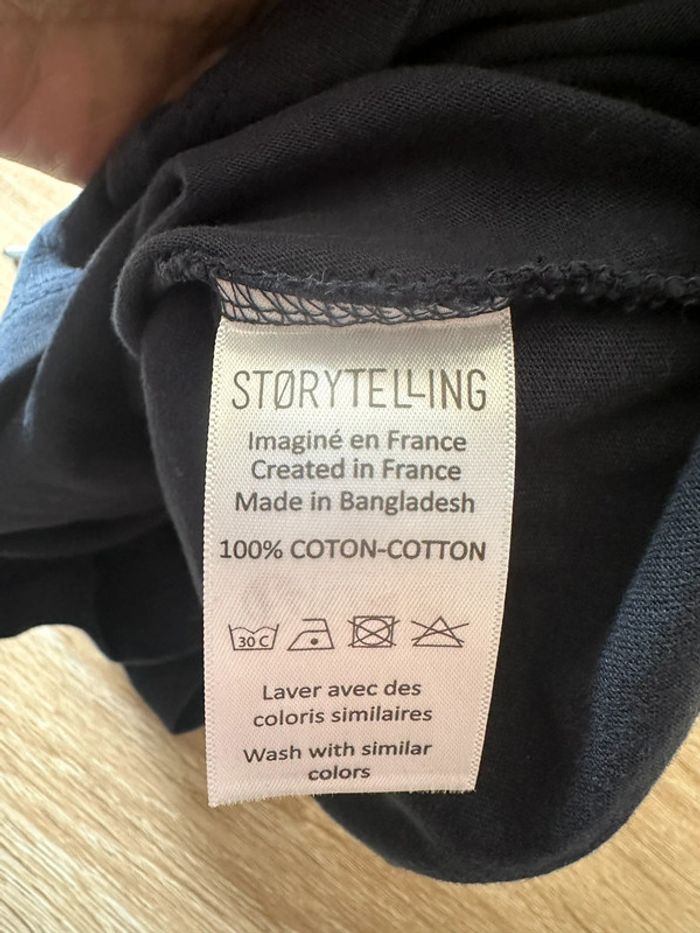 STØRYTELLING
Imaginé en France
Created in France
Made in Bangladesh
100% COTON-COTTON
30 C
Laver avec des
coloris similaires
Wash with similar
colors